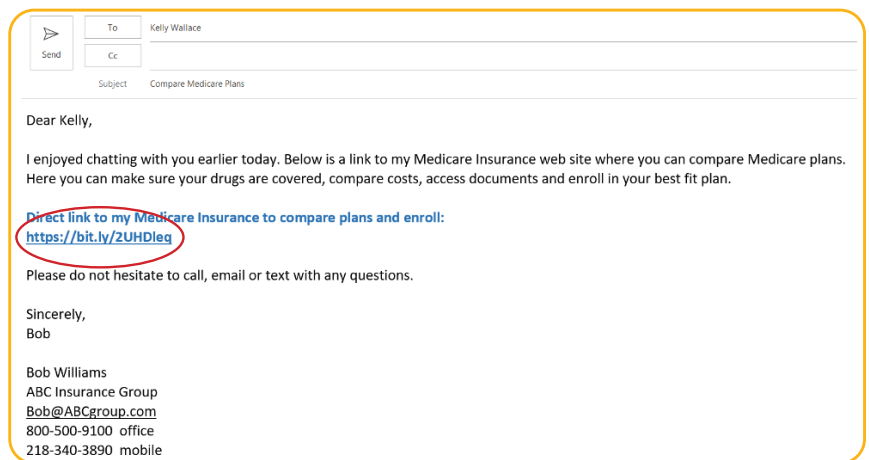 To Kelly Wallace
Send
Cc
Subject Compare Medicare Plans
Dear Kelly,
I enjoyed chatting with you earlier today. Below is a link to my Medicare Insurance web site where you can compare Medicare plans.
Here you can make sure your drugs are covered, compare costs, access documents and enroll in your best fit plan.
Direct link to my Medicare Insurance to compare plans and enroll:
https://bit.ly/2UHDleq
Please do not hesitate to call, email or text with any questions.
Sincerely,
Bob
Bob Williams
ABC Insurance Group
Bob@ABCgroup.com
800-500-9100 office
218-340-3890 mobile